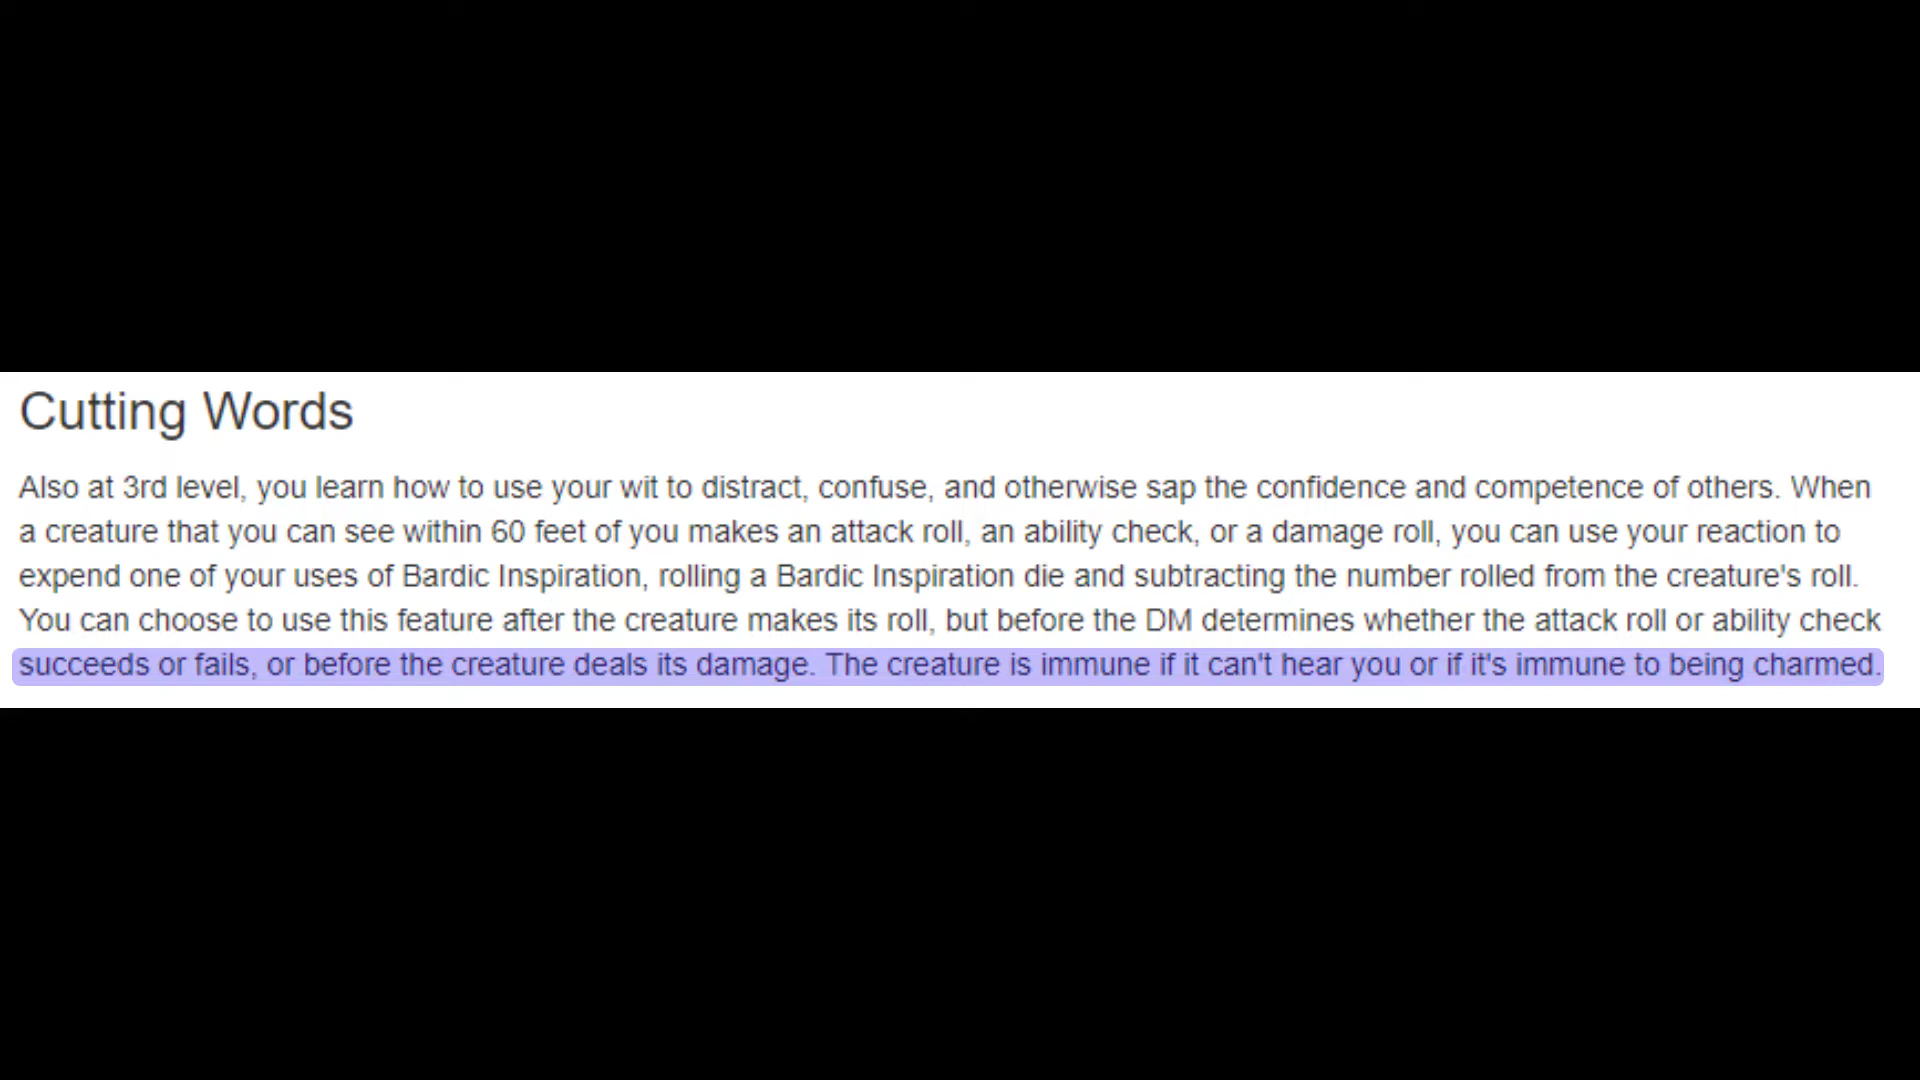 Cutting Words
Also at 3rd level, you learn how to use your wit to distract, confuse, and otherwise sap the confidence and competence of others. When
a creature that you can see within 60 feet of you makes an attack roll, an ability check, or a damage roll, you can use your reaction to
expend one of your uses of Bardic Inspiration, rolling a Bardic Inspiration die and subtracting the number rolled from the creature's roll.
You can choose to use this feature after the creature makes its roll, but before the DM determines whether the attack roll or ability check
succeeds or fails, or before the creature deals its damage. The creature is immune if it can't hear you or if it's immune to being charmed.